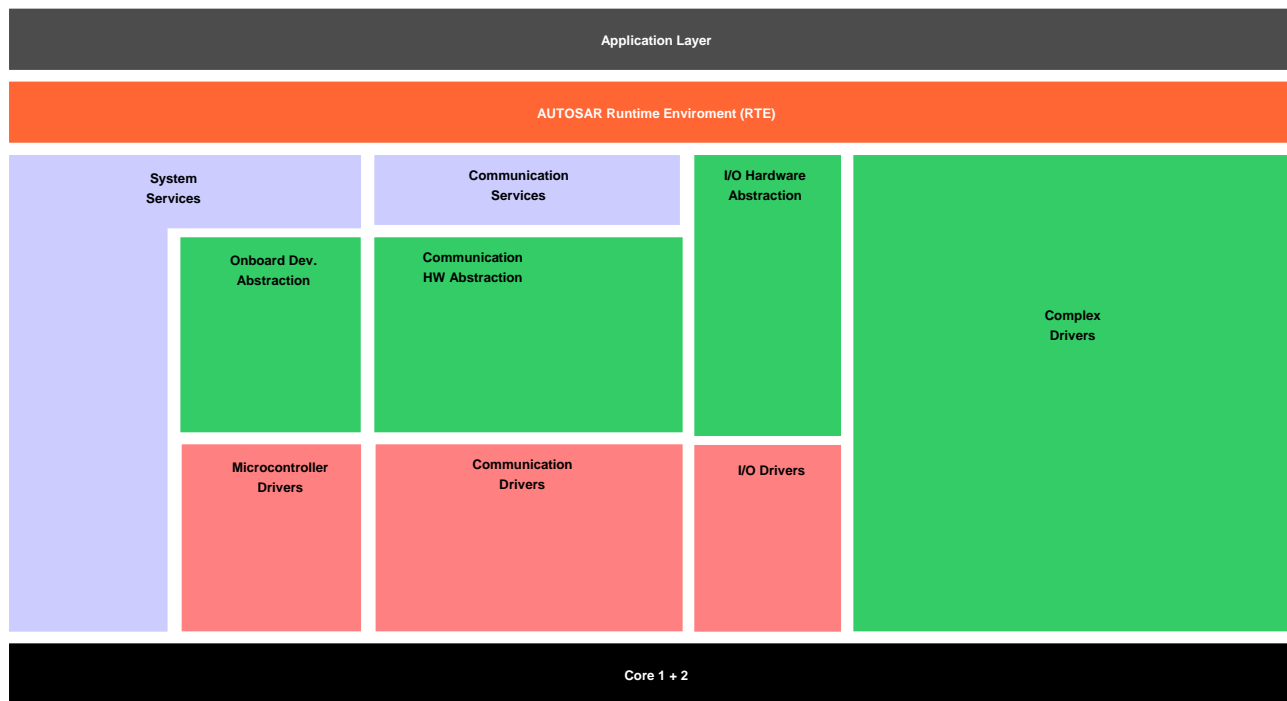 Application Layer
AUTOSAR Runtime Enviroment (RTE)
System
Services
Communication
Services
I/O Hardware
Abstraction
Onboard Dev.
Abstraction
Communication
HW Abstraction
Complex
Drivers
Microcontroller
Drivers
Communication
Drivers
I/O Drivers
Core 1 + 2